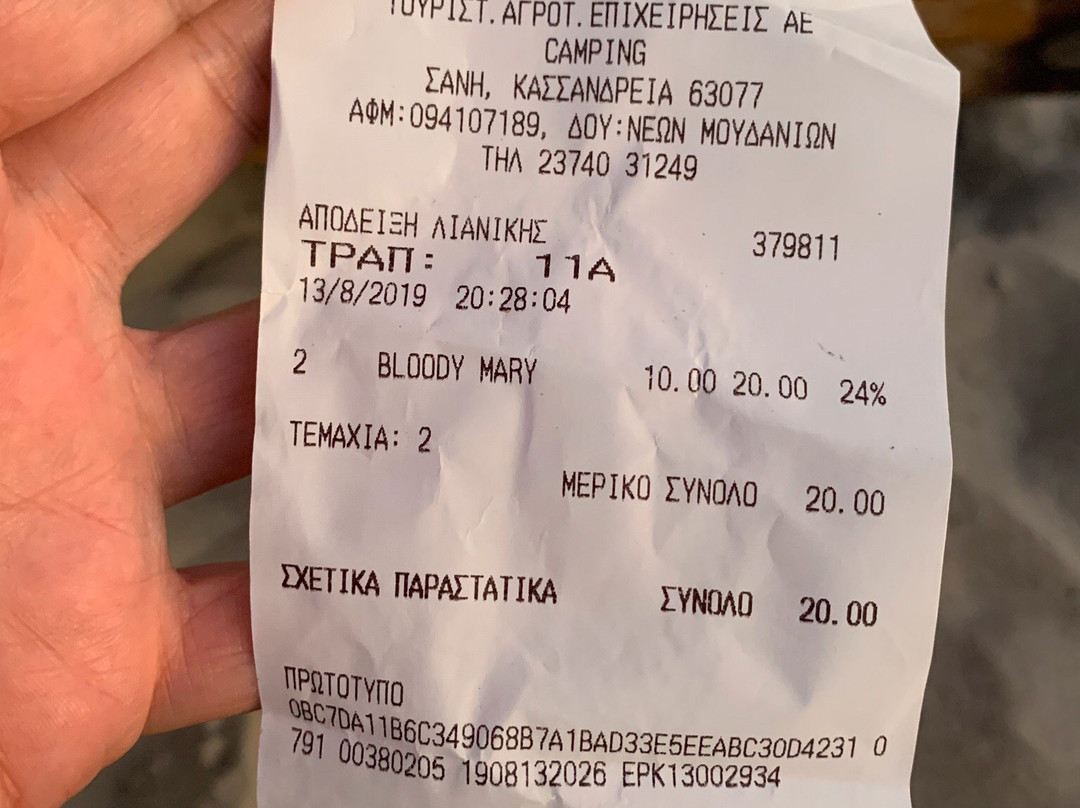 ΤΟΥΡΙΣΤ. ΑΓΡΟΤ. ΕΠΙΧΕΙΡΗΣΕΙΣ ΑΕ
CAMPING
ΣΑΝΗ, ΚΑΣΣΑΝΔΡΕΙΑ 63077
ΑΦΜ:094107189, ΔΟΥ:ΝΕΩΝ ΜΟΥΔΑΝΙΩΝ
ΤΗΛ 23740 31249
ΑΠΟΔΕΙΞΗ ΛΙΑΝΙΚΗΣ 379811
ΤΡΑΠ: 11Α
13/8/2019 20:28:04
2 BLOODY MARY 10.00 20.00 24%
ΤΕΜΑΧΙΑ: 2
ΜΕΡΙΚΟ ΣΥΝΟΛΟ 20.00
ΣΧΕΤΙΚΑ ΠΑΡΑΣΤΑΤΙΚΑ ΣΥΝΟΛΟ 20.00
ΠΡΩΤΟΤΥΠΟ
0BC7DA11B6C349068B7A1BAD33E5EEABC30D4231 0
791 00380205 1908132026 EPK13002934